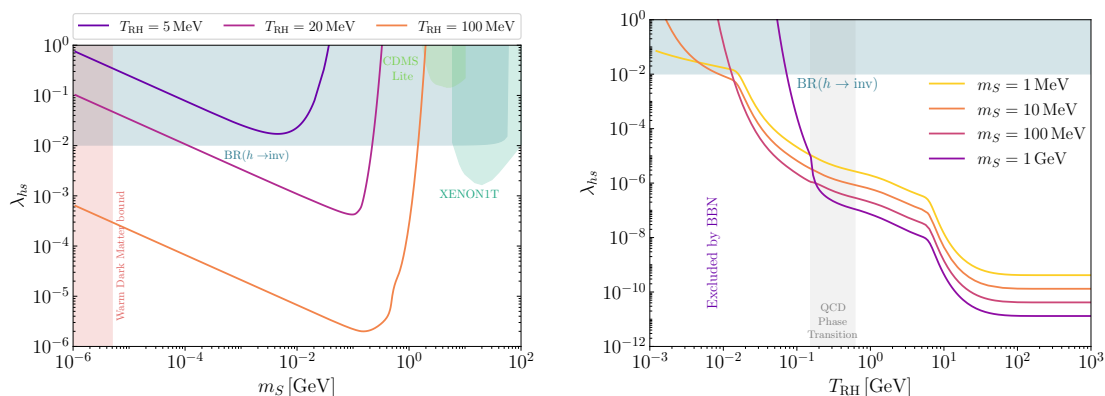 T_RH = 5 MeV T_RH = 20 MeV T_RH = 100 MeV
10^0
10^-1
10^-2
10^-3
10^-4
10^-5
10^-6
λ_hs
CDMS
Lite
BR(h →inv)
XENON1T
Warm Dark Matter bound
10^-6 10^-4 10^-2 10^0 10^2
m_S [GeV]
10^0
10^-2
10^-4
10^-6
10^-8
10^-10
10^-12
λ_hs
BR(h → inv)
m_S = 1 MeV
m_S = 10 MeV
m_S = 100 MeV
m_S = 1 GeV
Excluded by BBN
QCD
Phase
Transition
10^-3 10^-2 10^-1 10^0 10^1 10^2 10^3
T_RH [GeV]